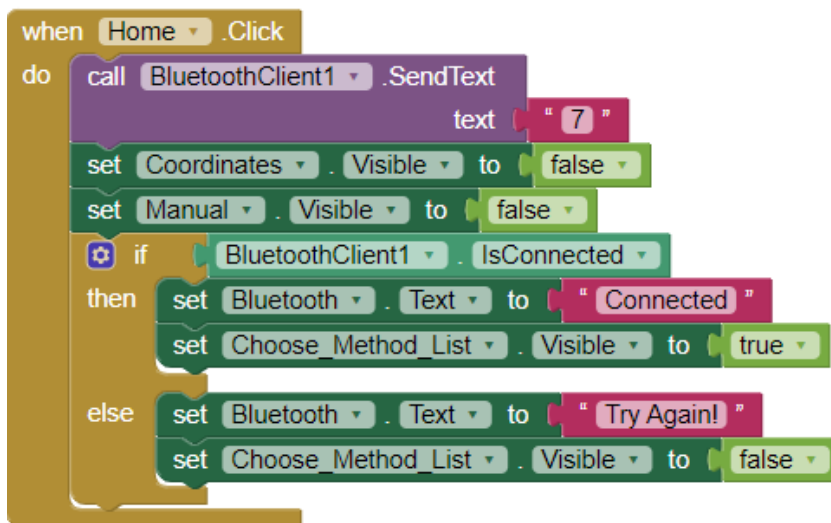 when Home .Click
do call BluetoothClient1 .SendText
text " 7 "
set Coordinates . Visible to false
set Manual . Visible to false
if BluetoothClient1 . IsConnected
then set Bluetooth . Text to " Connected "
set Choose_Method_List . Visible to true
else set Bluetooth . Text to " Try Again! "
set Choose_Method_List . Visible to false